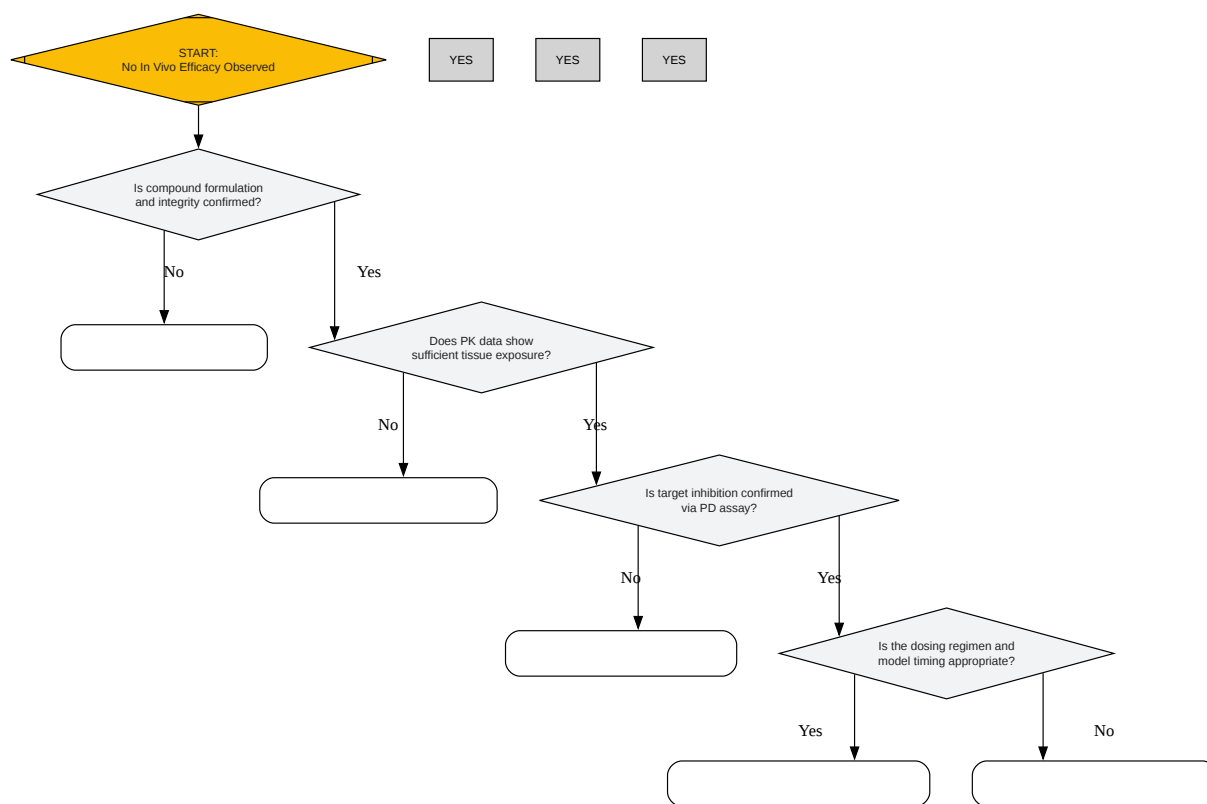 START:
No In Vivo Efficacy Observed
YES
YES
YES
Is compound formulation
and integrity confirmed?
No
Yes
Does PK data show
sufficient tissue exposure?
No
Yes
Is target inhibition confirmed
via PD assay?
No
Yes
Is the dosing regimen and
model timing appropriate?
Yes
No